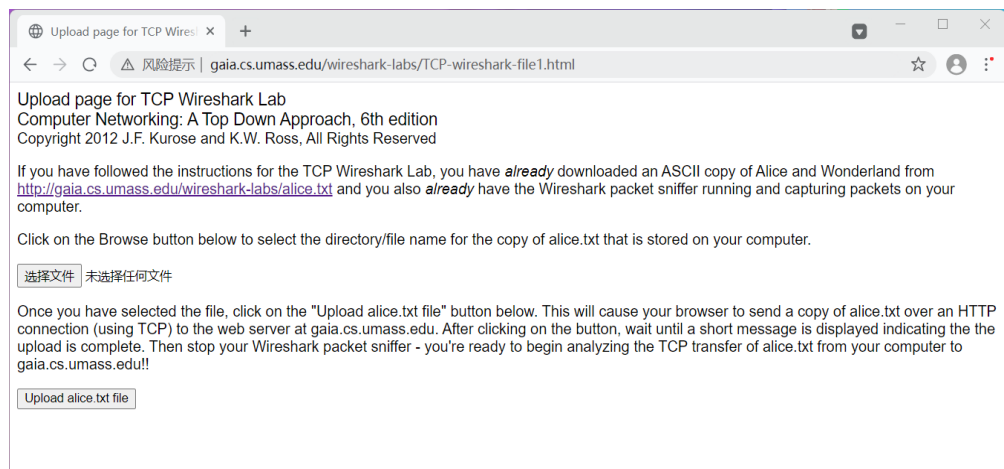 Upload page for TCP Wires
风险提示 | gaia.cs.umass.edu/wireshark-labs/TCP-wireshark-file1.html
Upload page for TCP Wireshark Lab
Computer Networking: A Top Down Approach, 6th edition
Copyright 2012 J.F. Kurose and K.W. Ross, All Rights Reserved
If you have followed the instructions for the TCP Wireshark Lab, you have already downloaded an ASCII copy of Alice and Wonderland from
http://gaia.cs.umass.edu/wireshark-labs/alice.txt and you also already have the Wireshark packet sniffer running and capturing packets on your
computer.
Click on the Browse button below to select the directory/file name for the copy of alice.txt that is stored on your computer.
选择文件 未选择任何文件
Once you have selected the file, click on the "Upload alice.txt file" button below. This will cause your browser to send a copy of alice.txt over an HTTP
connection (using TCP) to the web server at gaia.cs.umass.edu. After clicking on the button, wait until a short message is displayed indicating the the
upload is complete. Then stop your Wireshark packet sniffer - you're ready to begin analyzing the TCP transfer of alice.txt from your computer to
gaia.cs.umass.edu!!
Upload alice.txt file